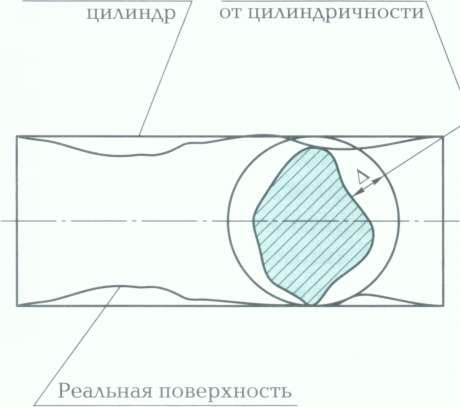 цилиндр
от цилиндричности
Δ
Реальная поверхность